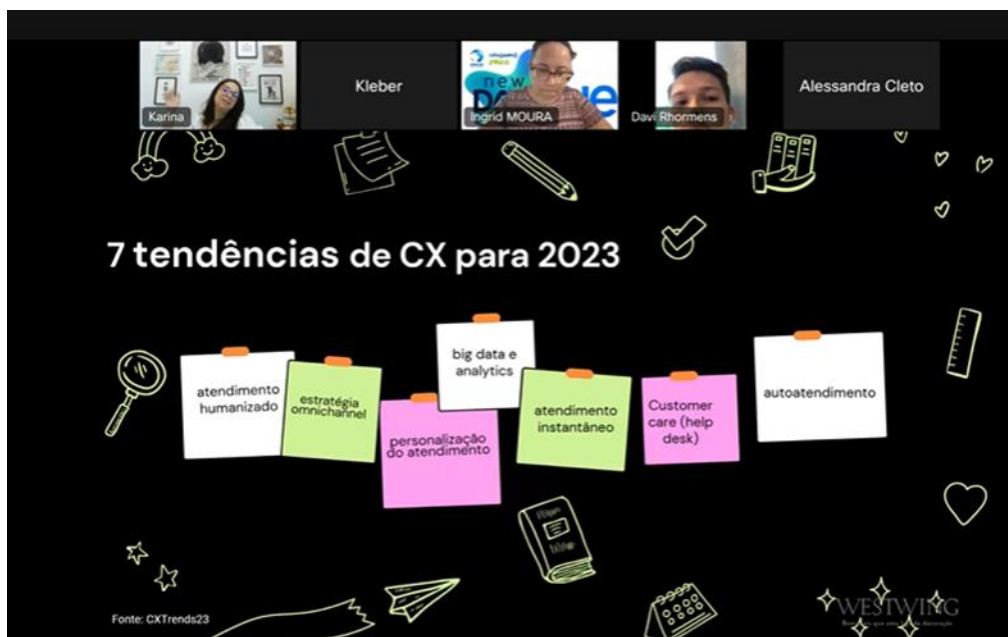 Karina
Kleber
new
Ingrid MOURA
Davi Rhormens
Alessandra Cleto
7 tendências de CX para 2023
atendimento
humanizado
estratégia
omnichannel
personalização
do atendimento
big data e
analytics
atendimento
instantâneo
Customer
care (help
desk)
autoatendimento
Fonte: CXTrends23
WESTWING